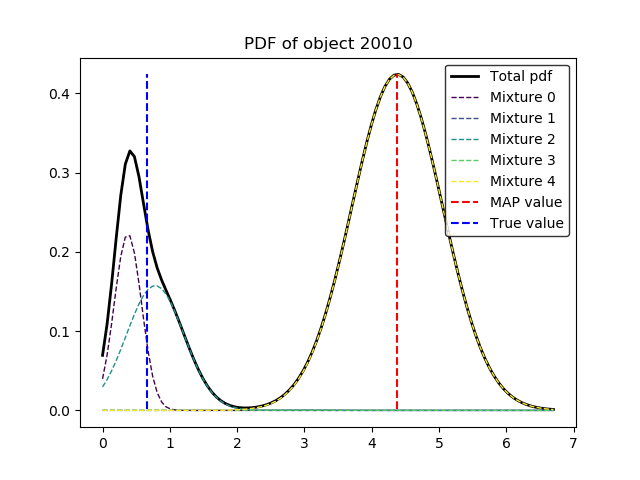 PDF of object 20010
Total pdf
Mixture 0
Mixture 1
Mixture 2
Mixture 3
Mixture 4
MAP value
True value
0.4
0.3
0.2
0.1
0.0
0 1 2 3 4 5 6 7